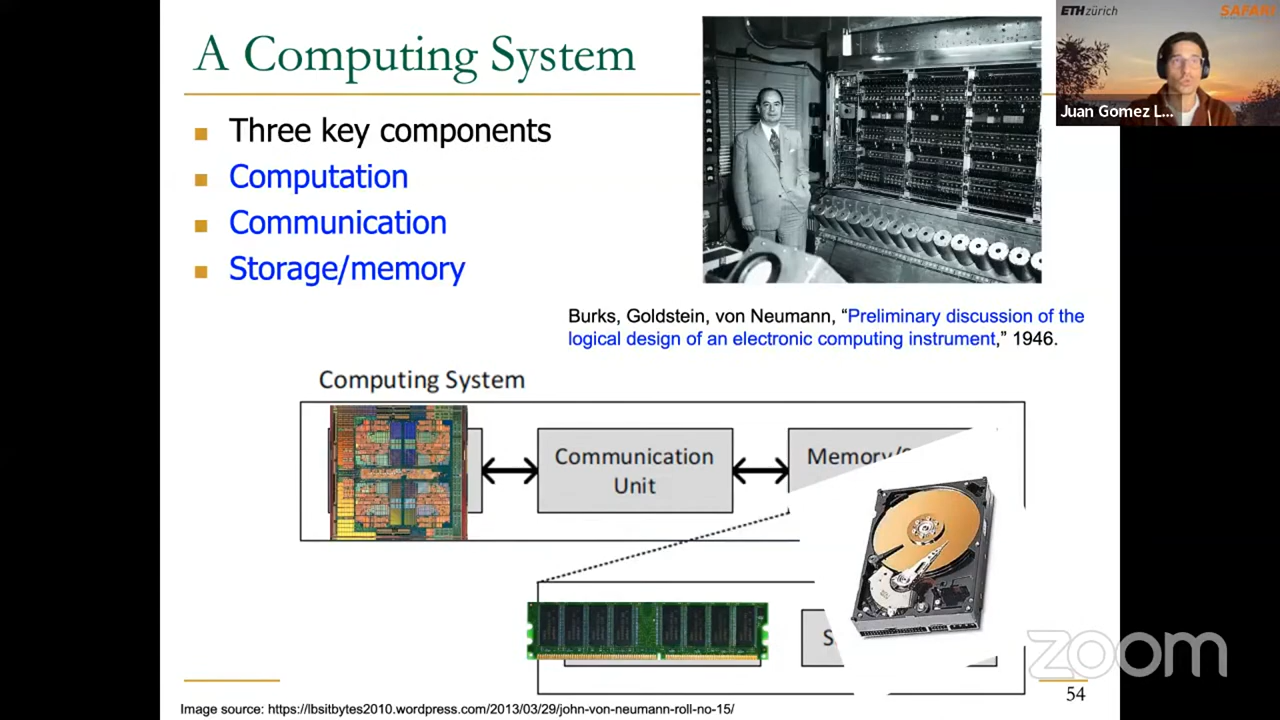 A Computing System
ETHzürich
SAFARI
Juan Gomez L...
Three key components
Computation
Communication
Storage/memory
Burks, Goldstein, von Neumann, “Preliminary discussion of the
logical design of an electronic computing instrument,” 1946.
Computing System
Communication
Unit
Memory/S
S
zoom
54
Image source: https://lbsitbytes2010.wordpress.com/2013/03/29/john-von-neumann-roll-no-15/